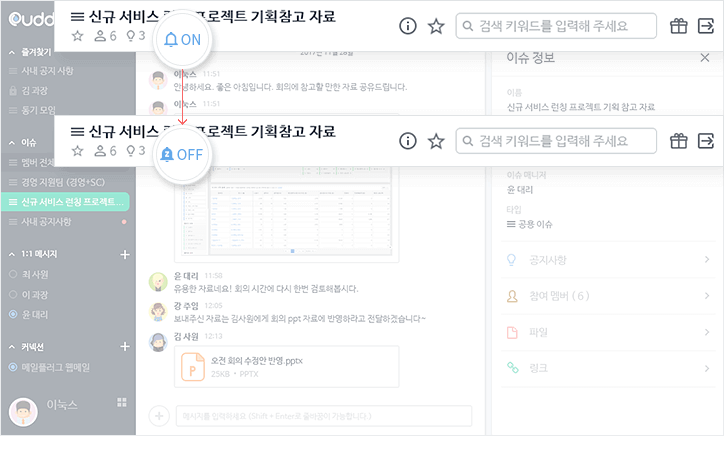 Qudd
신규 서비스 런칭 프로젝트 기획참고 자료
6 3
ON
검색 키워드를 입력해 주세요
2017년 11월 28일
이슈 정보
즐겨찾기
사내 공지 사항
김 과장
동기 모임
이눅스 11:51
안녕하세요. 좋은 아침입니다. 회의에 참고할 만한 자료 공유드립니다.
이눅스 11:51
이름
신규 서비스 런칭 프로젝트 기획 참고 자료
신규 서비스 프로젝트 기획참고 자료
6 3
OFF
검색 키워드를 입력해 주세요
이슈
멤버 전체
경영 지원팀 (경영+SC)
신규 서비스 런칭 프로젝트...
사내 공지사항
이슈 매니저
윤 대리
타입
공용 이슈
1:1 메시지
최 사원
이 과장
윤 대리
커넥션
메일플러그 웹메일
이눅스
윤 대리 11:58
유용한 자료네요! 회의 시간에 다시 한번 검토해봅시다.
강 주임 12:05
보내주신 자료는 김사원에게 회의 ppt 자료에 반영하라고 전달하겠습니다~
김 사원 12:13
오전 회의 수정안 반영.pptx
25KB • PPTX
메시지를 입력하세요 (Shift + Enter로 줄바꿈이 가능합니다.)
공지사항
참여 멤버 ( 6 )
파일
링크